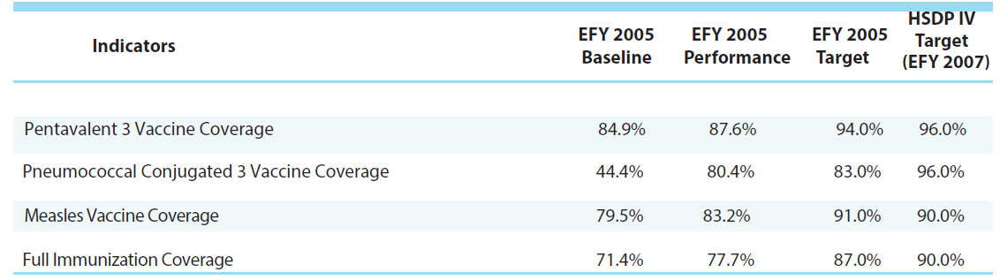 Indicators EFY 2005 Baseline EFY 2005 Performance EFY 2005 Target HSDP IV Target (EFY 2007)
Pentavalent 3 Vaccine Coverage 84.9% 87.6% 94.0% 96.0%
Pneumococcal Conjugated 3 Vaccine Coverage 44.4% 80.4% 83.0% 96.0%
Measles Vaccine Coverage 79.5% 83.2% 91.0% 90.0%
Full Immunization Coverage 71.4% 77.7% 87.0% 90.0%